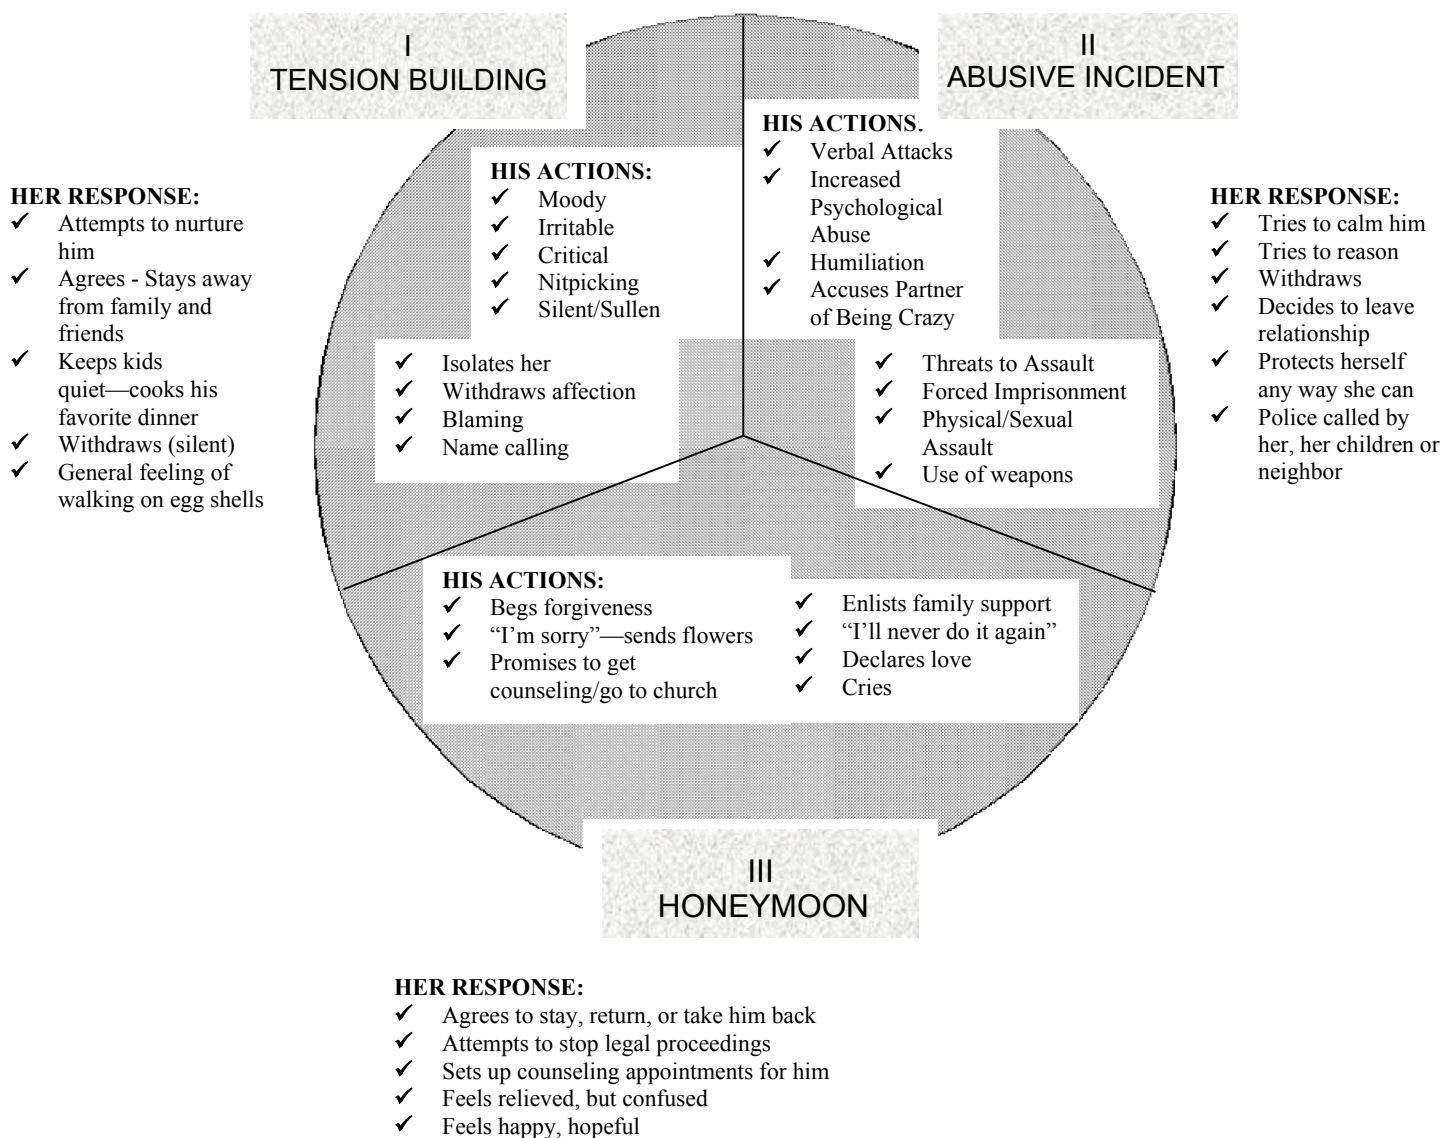 I
TENSION BUILDING
II
ABUSIVE INCIDENT
HER RESPONSE:
✓ Attempts to nurture
him
✓ Agrees - Stays away
from family and
friends
✓ Keeps kids
quiet—cooks his
favorite dinner
✓ Withdraws (silent)
✓ General feeling of
walking on egg shells
HIS ACTIONS:
✓ Moody
✓ Irritable
✓ Critical
✓ Nitpicking
✓ Silent/Sullen
✓ Isolates her
✓ Withdraws affection
✓ Blaming
✓ Name calling
HIS ACTIONS:
✓ Verbal Attacks
✓ Increased
Psychological
Abuse
✓ Humiliation
✓ Accuses Partner
of Being Crazy
✓ Threats to Assault
✓ Forced Imprisonment
✓ Physical/Sexual
Assault
✓ Use of weapons
HER RESPONSE:
✓ Tries to calm him
✓ Tries to reason
✓ Withdraws
✓ Decides to leave
relationship
✓ Protects herself
any way she can
✓ Police called by
her, her children or
neighbor
HIS ACTIONS:
✓ Begs forgiveness
✓ “I’m sorry”—sends flowers
✓ Promises to get
counseling/go to church
✓ Enlists family support
✓ “I’ll never do it again”
✓ Declares love
✓ Cries
III
HONEYMOON
HER RESPONSE:
✓ Agrees to stay, return, or take him back
✓ Attempts to stop legal proceedings
✓ Sets up counseling appointments for him
✓ Feels relieved, but confused
✓ Feels happy, hopeful